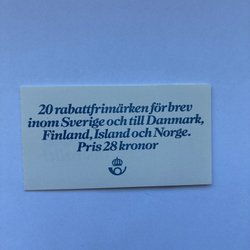 20 rabattfrimärken för brev
inom Sverige och till Danmark,
Finland, Island och Norge.
Pris 28 kronor